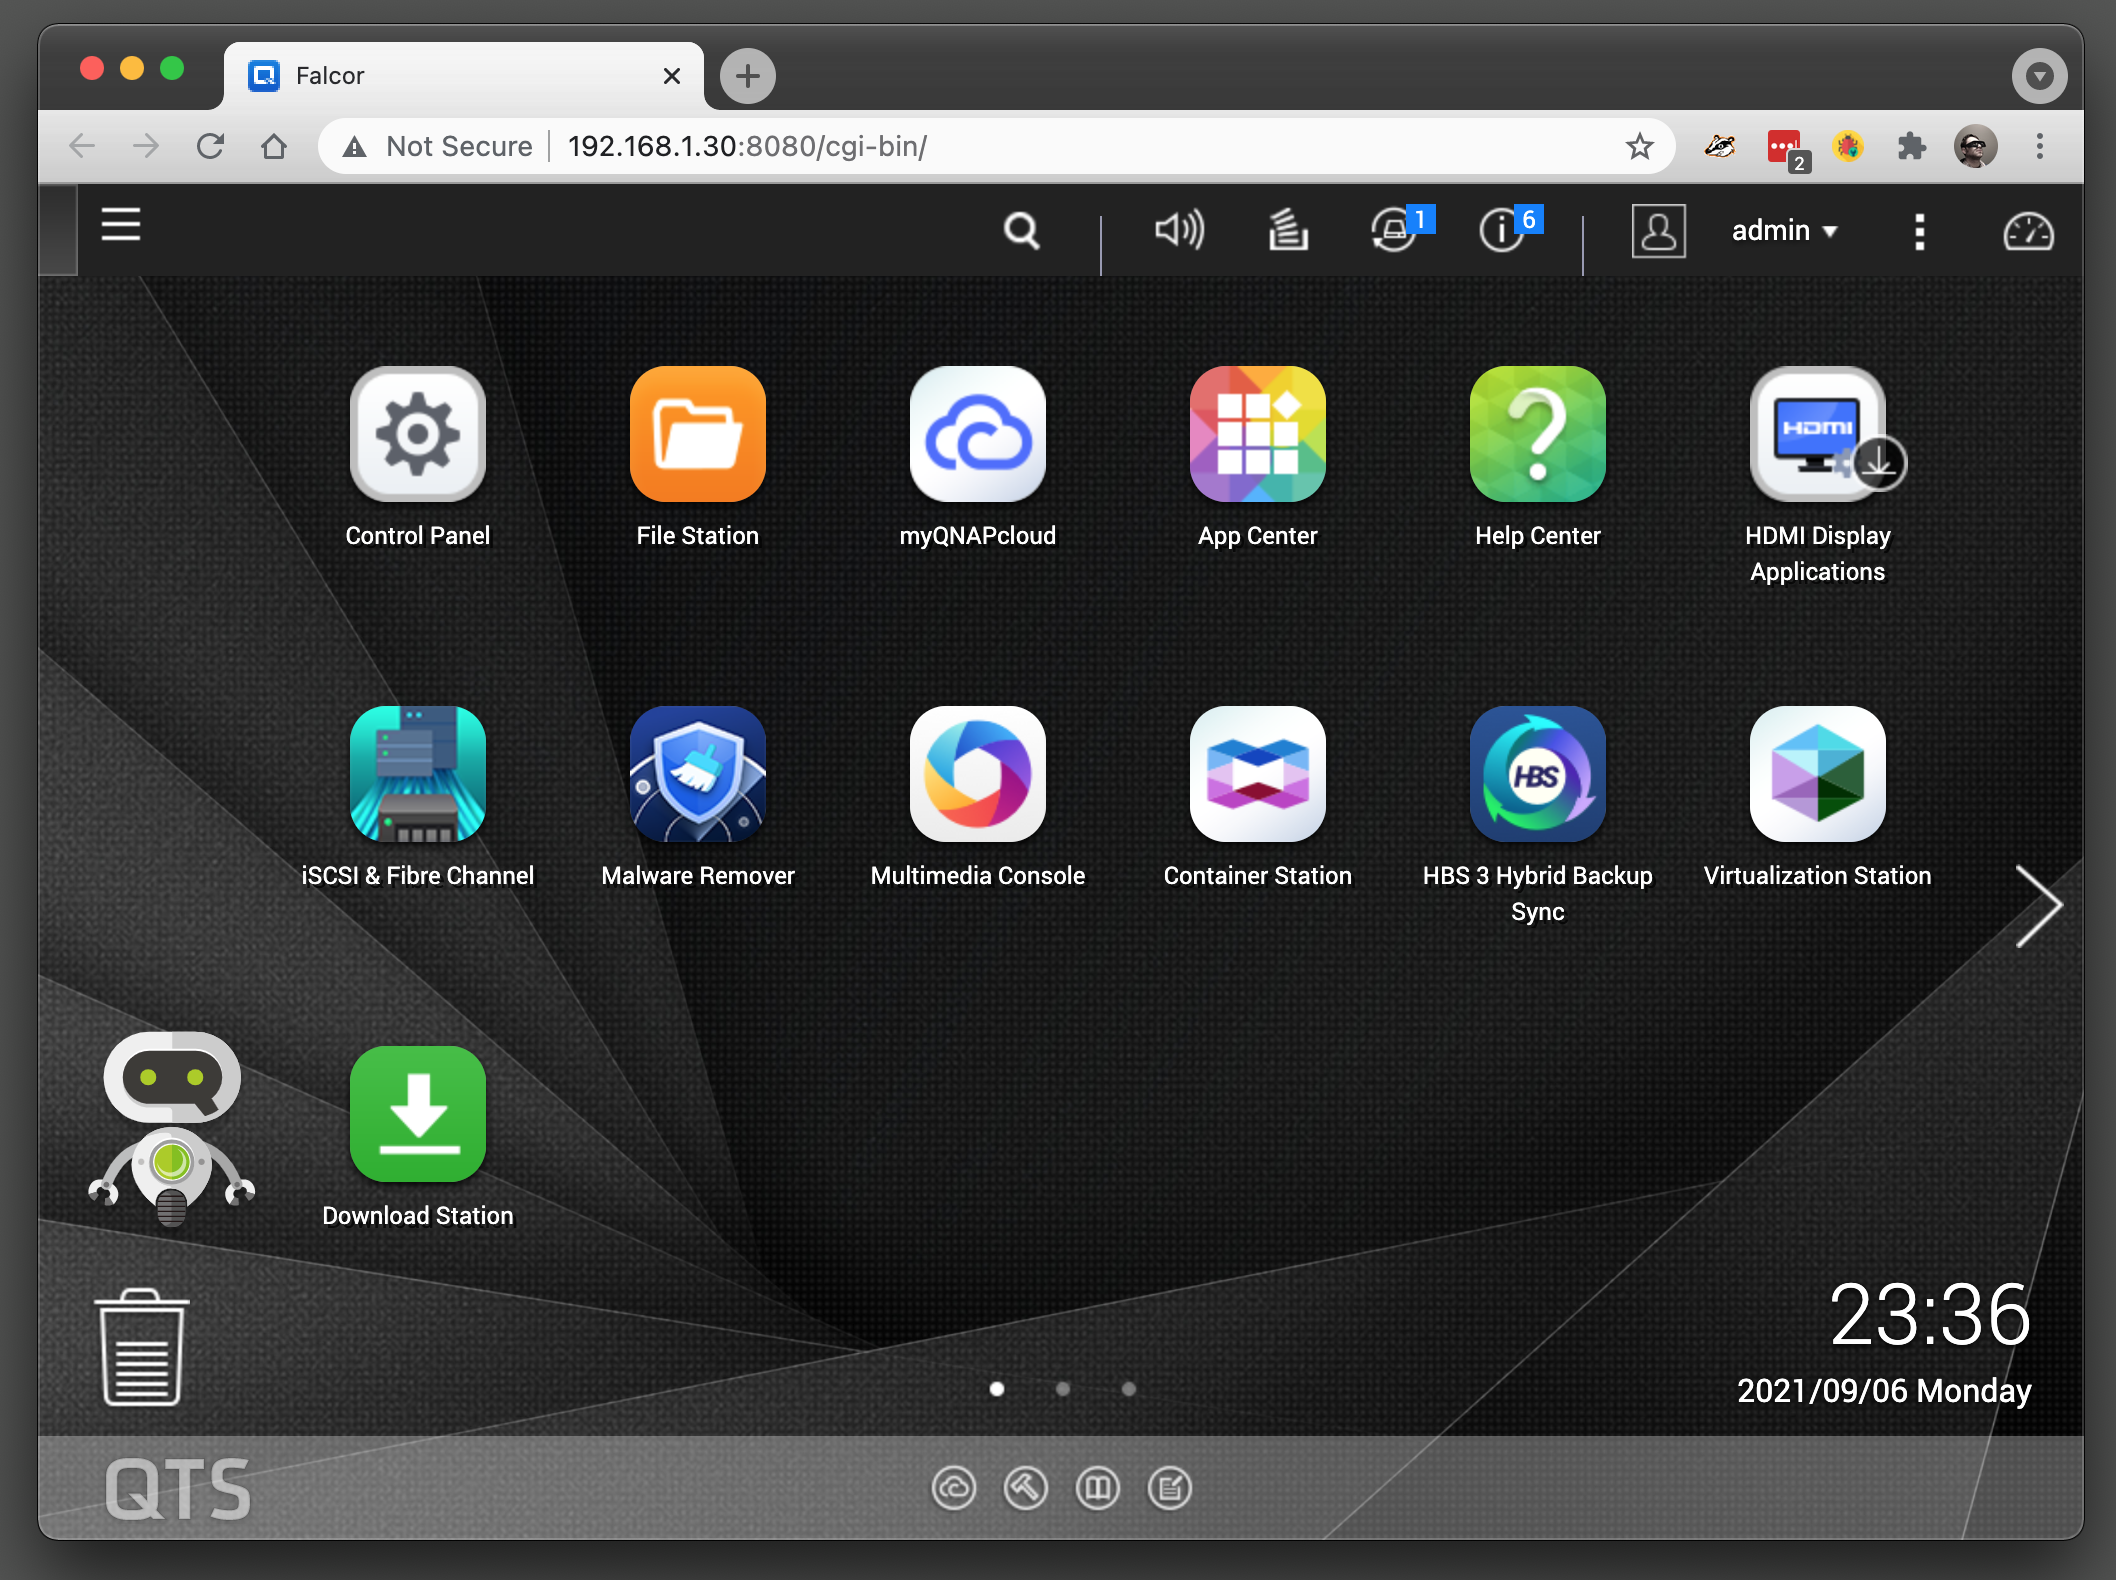 Falcor
Not Secure 192.168.1.30:8080/cgi-bin/
2
1
6
admin
HDMI
Control Panel
File Station
myQNAPcloud
App Center
Help Center
HDMI Display
Applications
HBS
iSCSI & Fibre Channel
Malware Remover
Multimedia Console
Container Station
HBS 3 Hybrid Backup
Sync
Virtualization Station
Download Station
23:36
2021/09/06 Monday
QTS